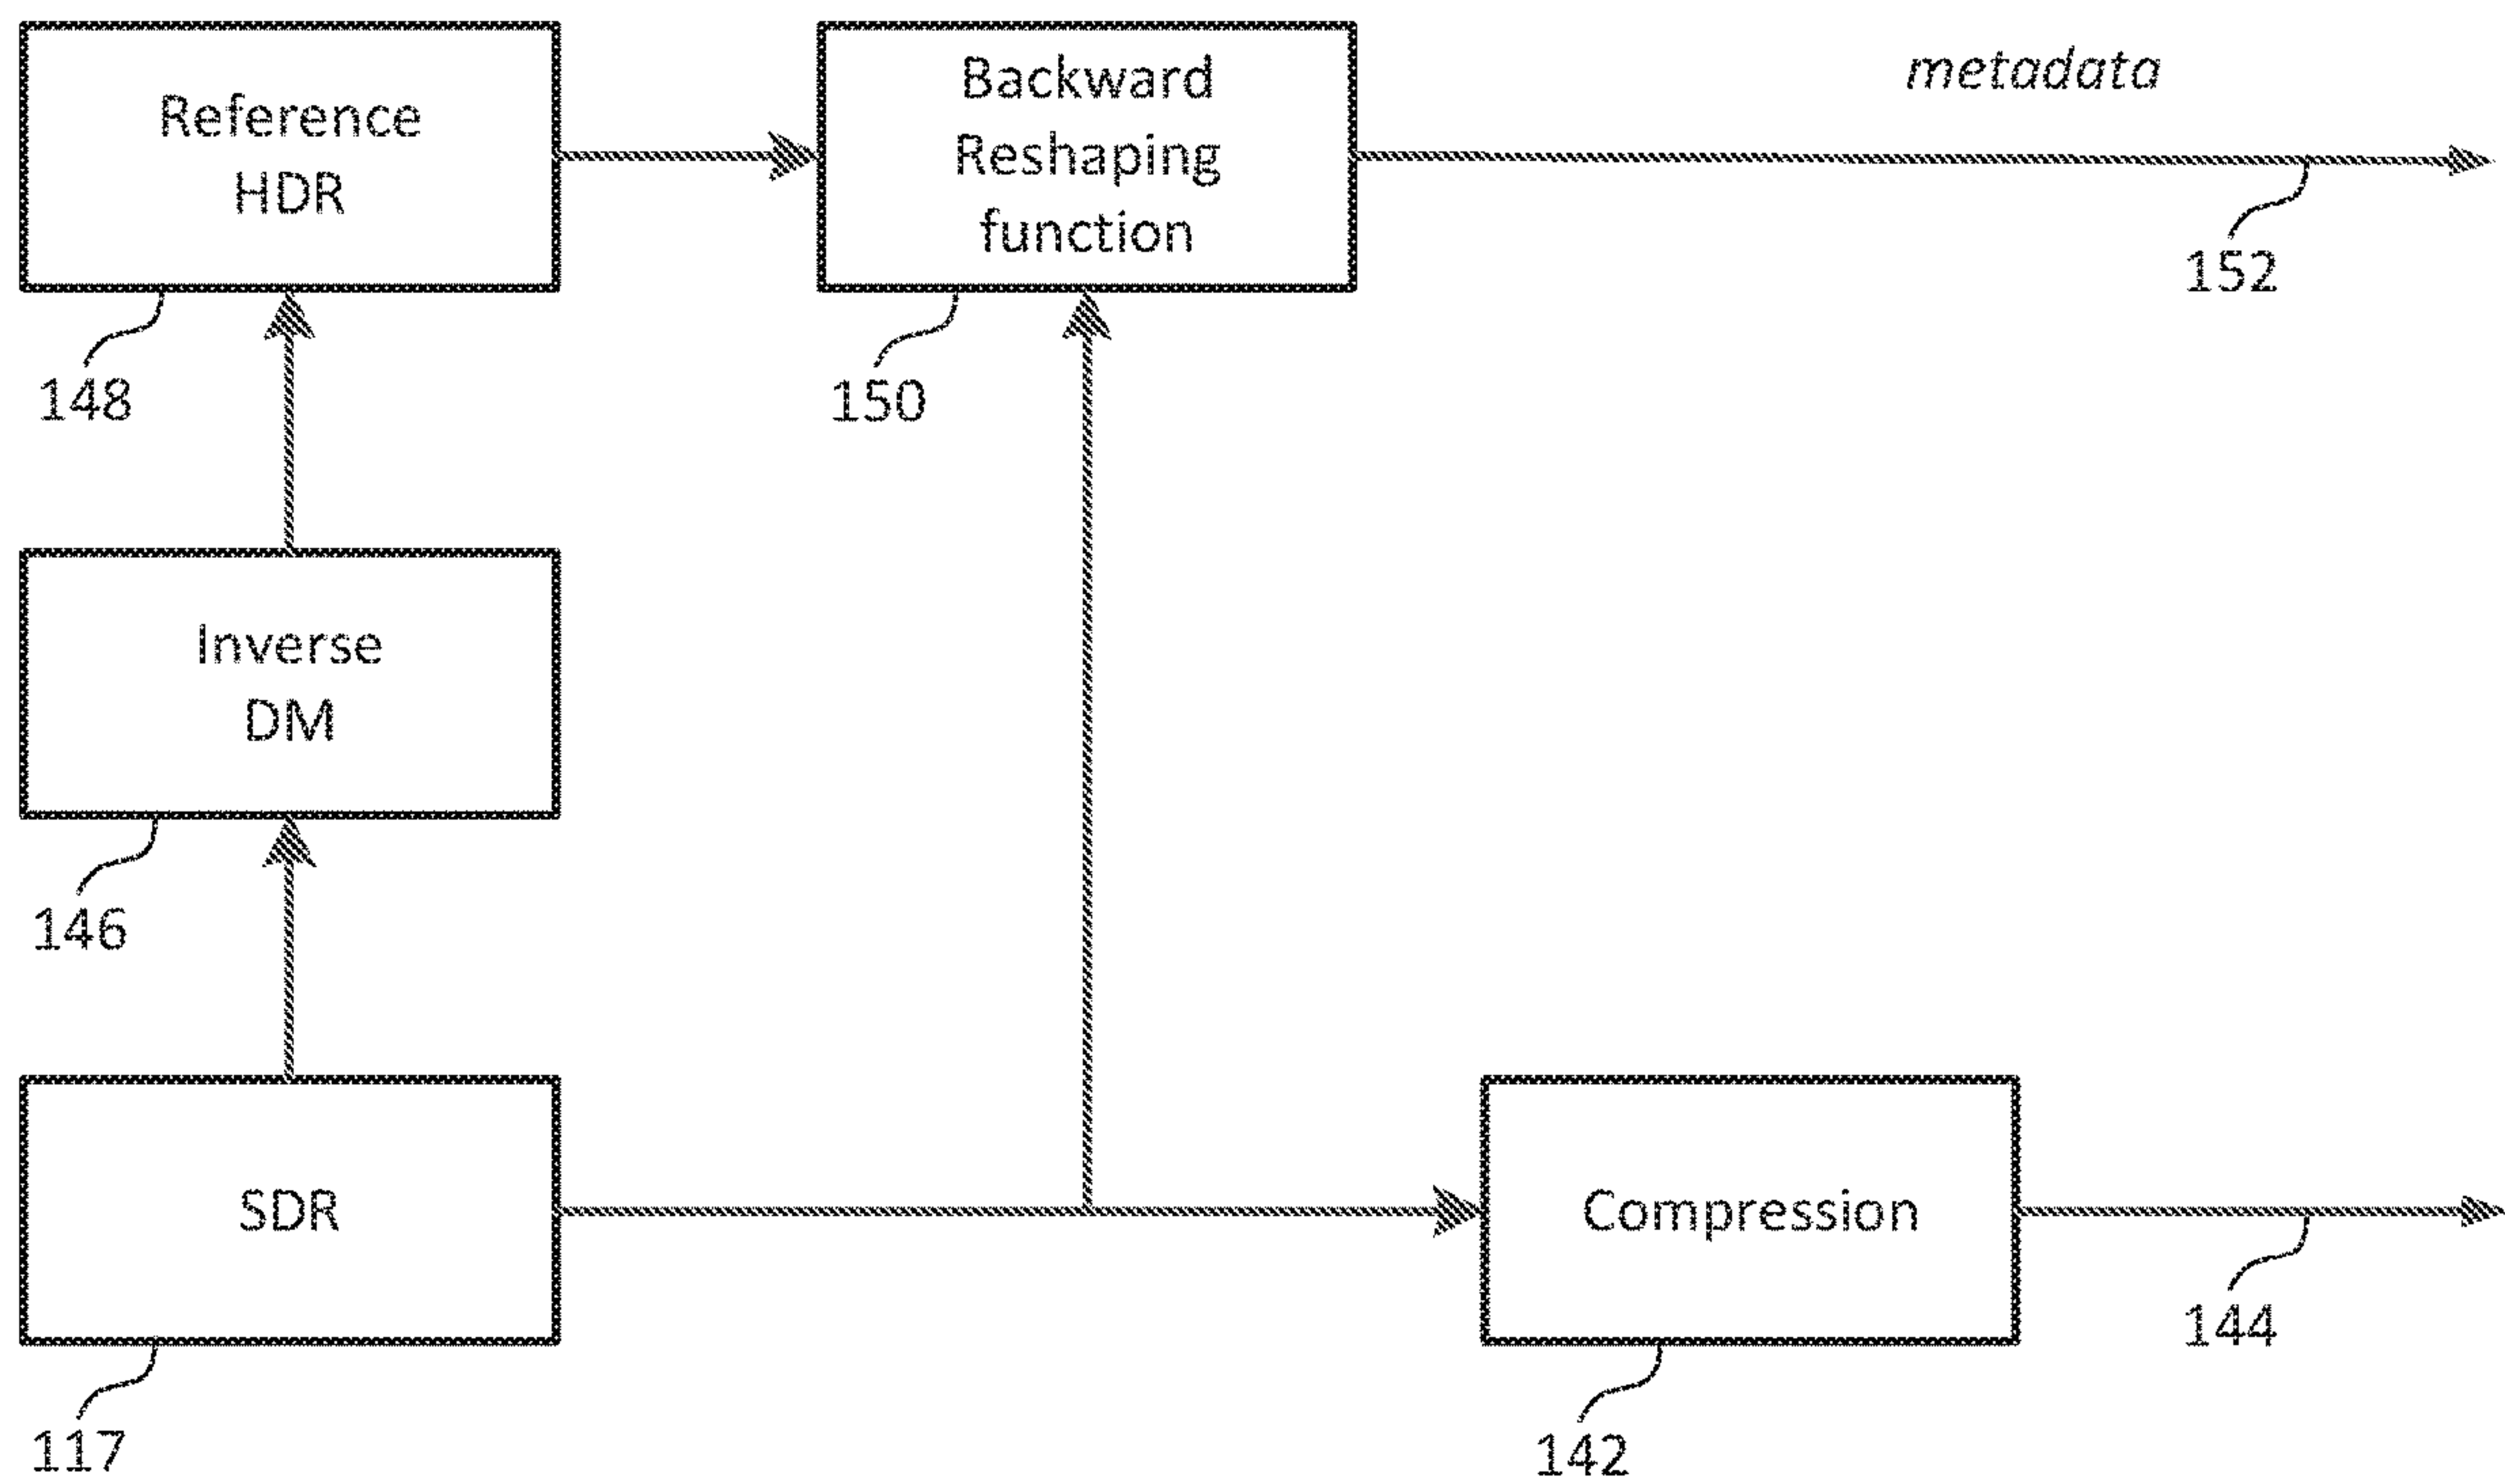 Reference
HDR
Backward
Reshaping
function
metadata
152
148
150
Inverse
DM
146
SDR
Compression
144
117
142